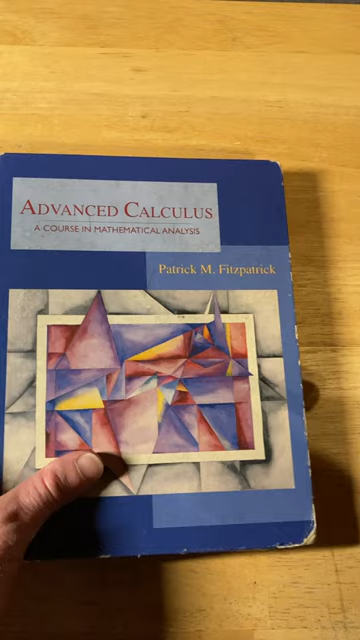 ADVANCED CALCULUS
A COURSE IN MATHEMATICAL ANALYSIS
Patrick M. Fitzpatrick